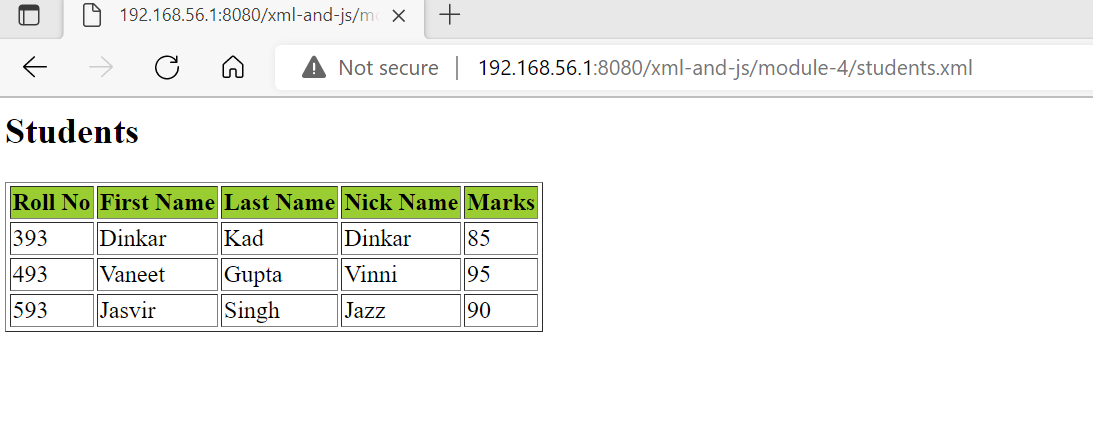 192.168.56.1:8080/xml-and-js/m
Not secure | 192.168.56.1:8080/xml-and-js/module-4/students.xml
Students
Roll No First Name Last Name Nick Name Marks
393 Dinkar Kad Dinkar 85
493 Vaneet Gupta Vinni 95
593 Jasvir Singh Jazz 90